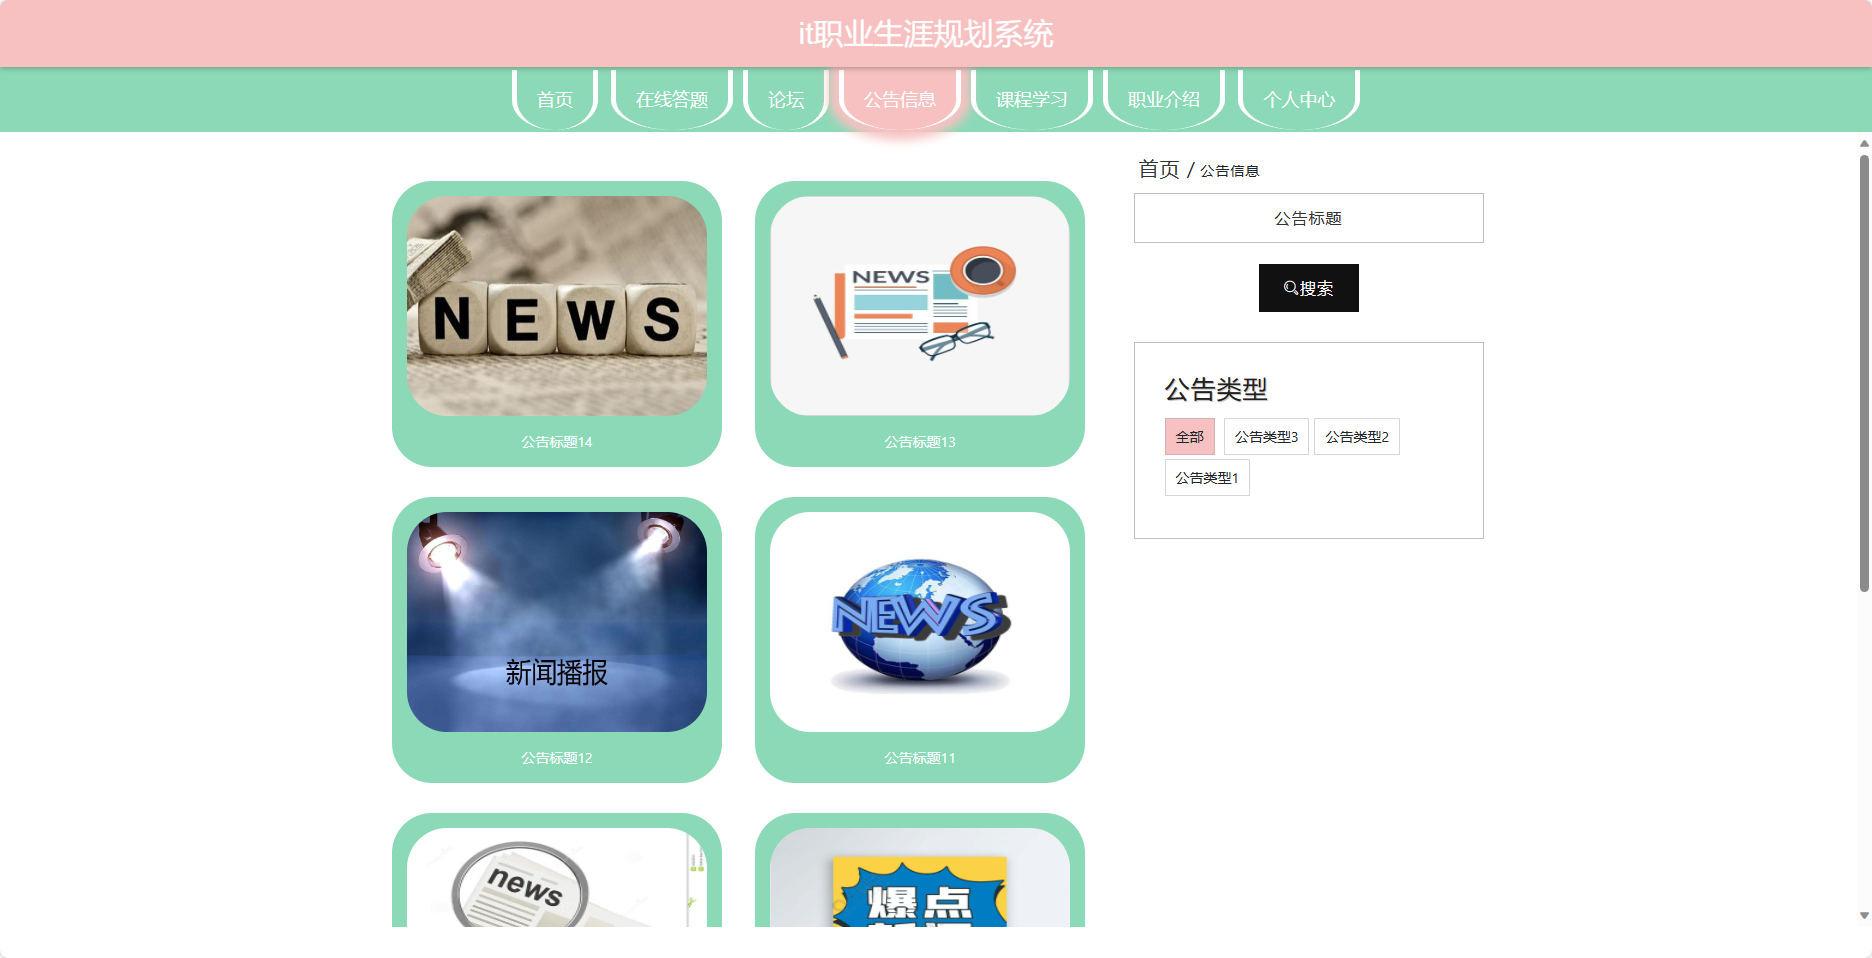 it职业生涯规划系统
首页 在线答题 论坛 公告信息 课程学习 职业介绍 个人中心
首页 / 公告信息
公告标题
搜索
公告类型
全部 公告类型3 公告类型2
公告类型1
NEWS
公告标题14
NEWS
公告标题13
新闻播报
公告标题12
NEWS
公告标题11
news
爆点